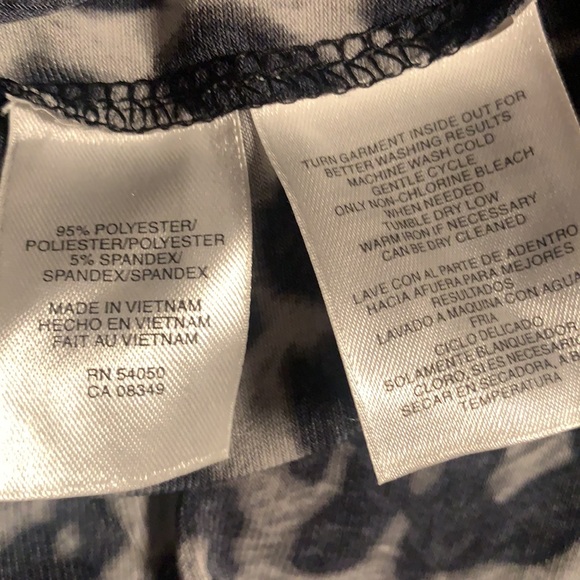 95% POLYESTER/
POLIESTER/POLYESTER
5% SPANDEX/
SPANDEX/SPANDEX
MADE IN VIETNAM
HECHO EN VIETNAM
FAIT AU VIETNAM
RN 54050
CA 08349
TURN GARMENT INSIDE OUT FOR
BETTER WASHING RESULTS
MACHINE WASH COLD
GENTLE CYCLE
ONLY NON-CHLORINE BLEACH
WHEN NEEDED
TUMBLE DRY LOW
WARM IRON IF NECESSARY
CAN BE DRY CLEANED
LAVE CON AL PARTE DE ADENTRO
HACIA AFUERA PARA MEJORES
RESULTADOS
LAVADO A MAQUINA CON AGUA
FRIA
CICLO DELICADO
SOLAMENTE BLANQUEADOR
CLORO, SI ES NECESARIO
SECAR EN SECADORA, A
TEMPERATURA